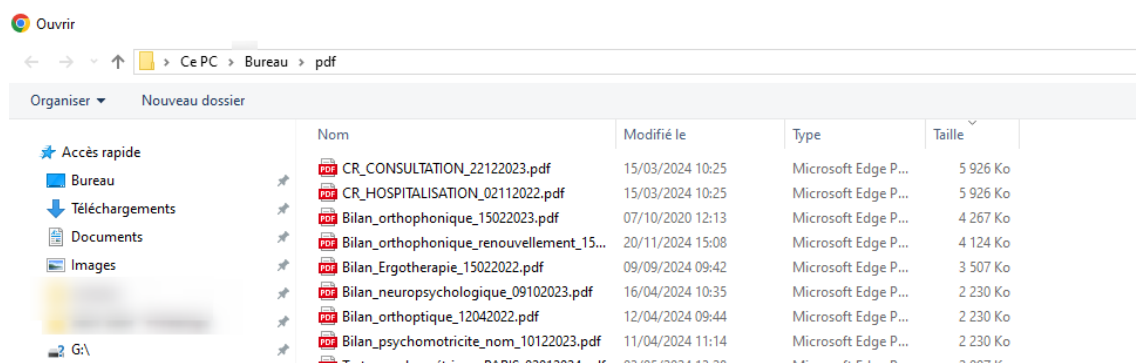 Ouvrir
Ce PC > Bureau > pdf
Organiser Nouveau dossier
Nom Modifié le Type Taille
Accès rapide
Bureau
Téléchargements
Documents
Images
G:\
CR_CONSULTATION_22122023.pdf 15/03/2024 10:25 Microsoft Edge P... 5 926 Ko
CR_HOSPITALISATION_02112022.pdf 15/03/2024 10:25 Microsoft Edge P... 5 926 Ko
Bilan_orthophonique_15022023.pdf 07/10/2020 12:13 Microsoft Edge P... 4 267 Ko
Bilan_orthophonique_renouvellement_15... 20/11/2024 15:08 Microsoft Edge P... 4 124 Ko
Bilan_Ergotherapie_15022022.pdf 09/09/2024 09:42 Microsoft Edge P... 3 507 Ko
Bilan_neuropsychologique_09102023.pdf 16/04/2024 10:35 Microsoft Edge P... 2 230 Ko
Bilan_orthoptique_12042022.pdf 12/04/2024 09:44 Microsoft Edge P... 2 230 Ko
Bilan_psychomotricite_nom_10122023.pdf 11/04/2024 11:14 Microsoft Edge P... 2 230 Ko